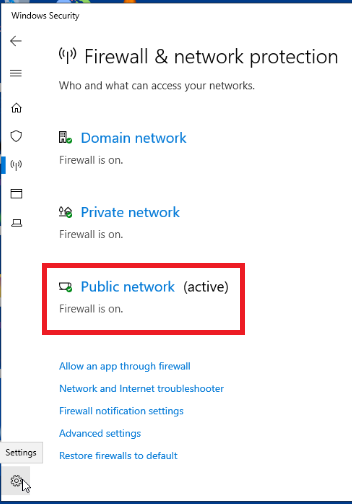 Windows Security
Firewall & network protection
Who and what can access your networks.
Domain network
Firewall is on.
Private network
Firewall is on.
Public network (active)
Firewall is on.
Allow an app through firewall
Network and Internet troubleshooter
Firewall notification settings
Advanced settings
Restore firewalls to default
Settings